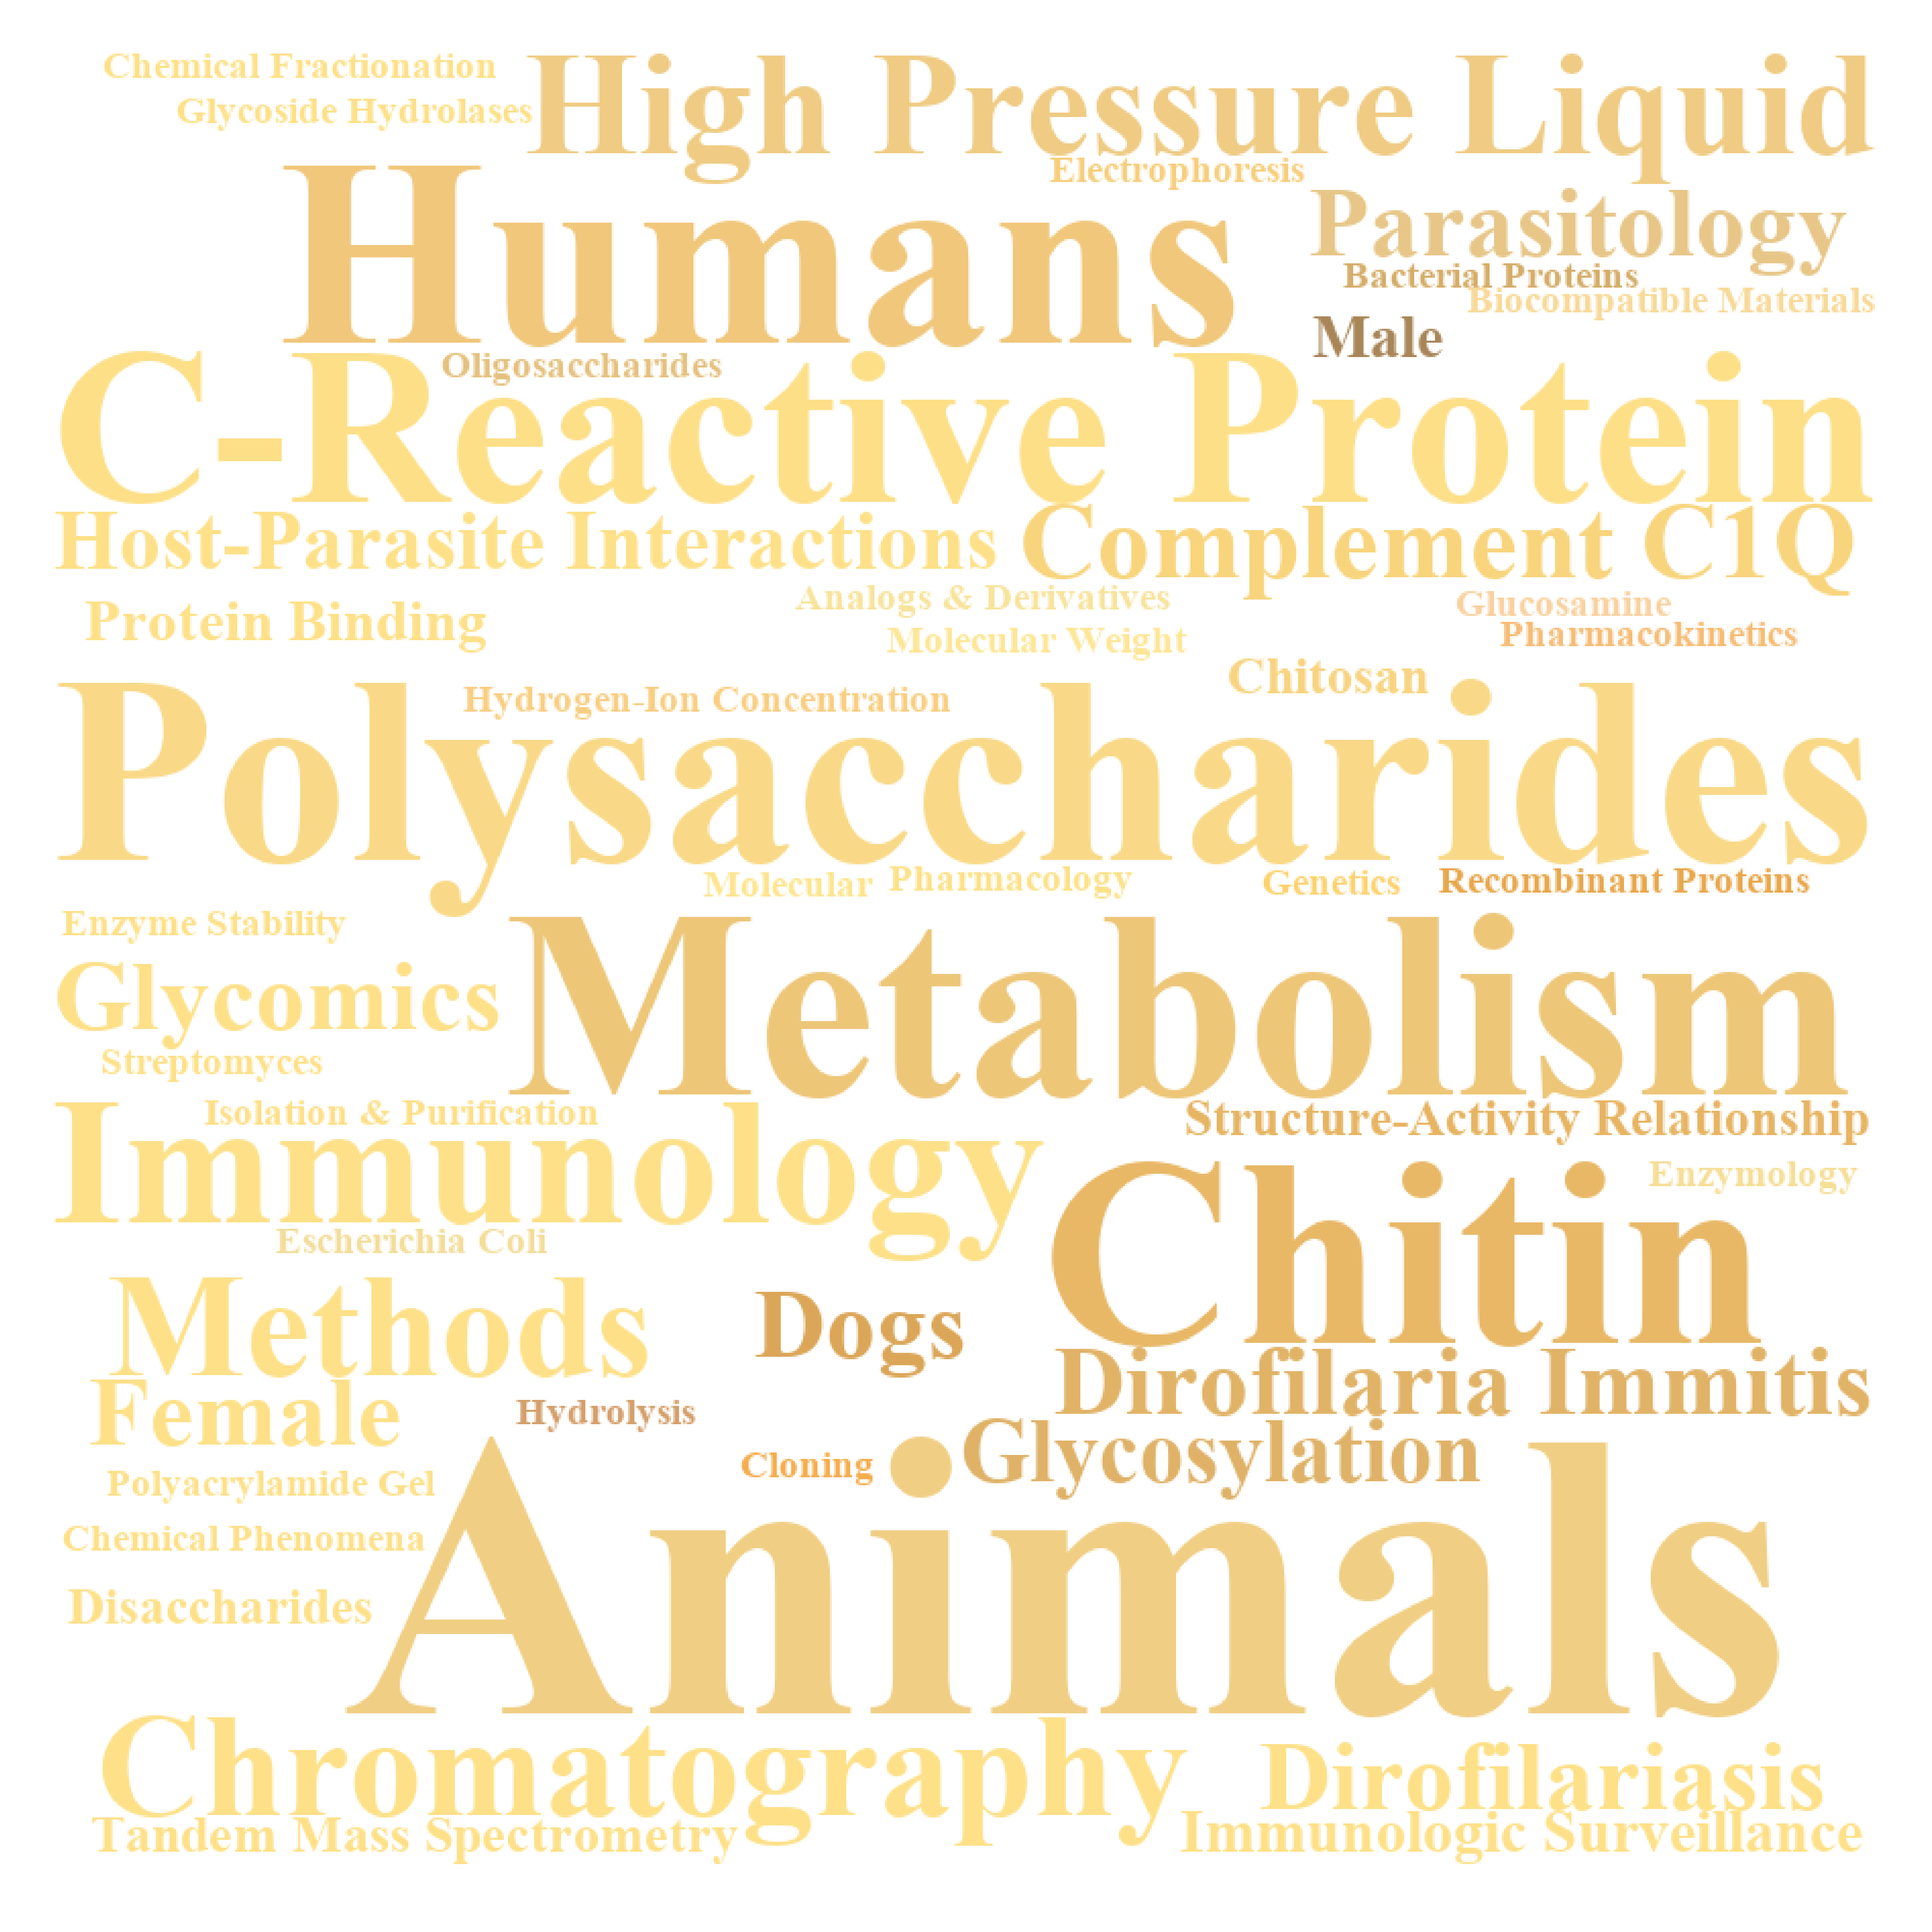 Chemical Fractionation
High Pressure Liquid
Glycoside Hydrolases
Electrophoresis
Humans
Parasitology
Bacterial Proteins
Biocompatible Materials
Male
Oligosaccharides
C-Reactive Protein
Host-Parasite Interactions
Complement C1Q
Analogs & Derivatives
Glucosamine
Protein Binding
Molecular Weight
Pharmacokinetics
Chitosan
Hydrogen-Ion Concentration
Polysaccharides
Molecular
Pharmacology
Genetics
Recombinant Proteins
Enzyme Stability
Glycomics
Metabolism
Streptomyces
Isolation & Purification
Structure-Activity Relationship
Immunology
Enzymology
Escherichia Coli
Chitin
Methods
Dogs
Dirofilaria Immitis
Female
Hydrolysis
Glycosylation
Cloning
Polyacrylamide Gel
Chemical Phenomena
Animals
Disaccharides
Chromatography
Dirofilariasis
Tandem Mass Spectrometry
Immunologic Surveillance